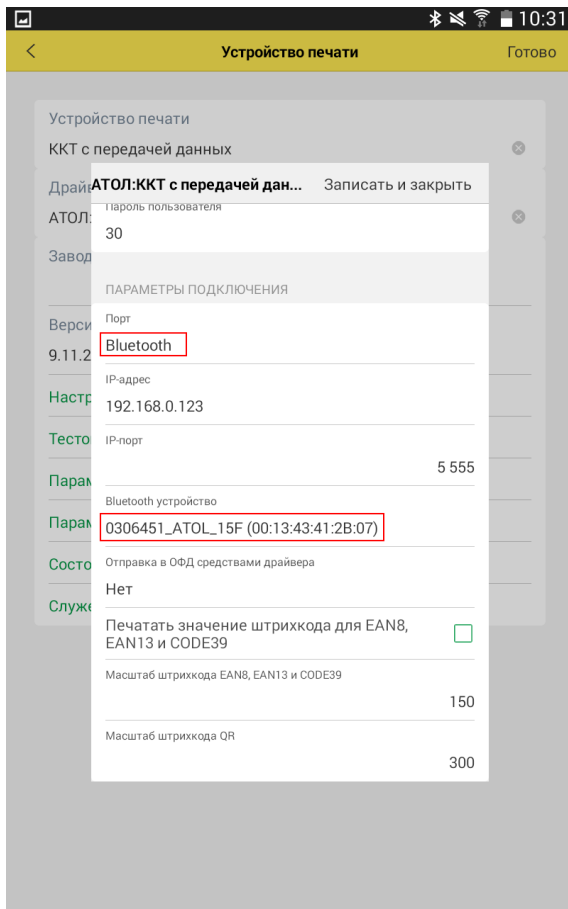 10:31
Устройство печати
Готово
Устройство печати
ККТ с передачей данных
Драйв
АТОЛ:
Завод
Верси
9.11.2
Настр
Тесто
Парам
Парам
Состо
Служе
АТОЛ:ККТ с передачей дан...
Записать и закрыть
Пароль пользователя
30
ПАРАМЕТРЫ ПОДКЛЮЧЕНИЯ
Порт
Bluetooth
IP-адрес
192.168.0.123
IP-порт
5 555
Bluetooth устройство
0306451_ATOL_15F (00:13:43:41:2B:07)
Отправка в ОФД средствами драйвера
Нет
Печатать значение штрихкода для EAN8,
EAN13 и CODE39
Масштаб штрихкода EAN8, EAN13 и CODE39
150
Масштаб штрихкода QR
300